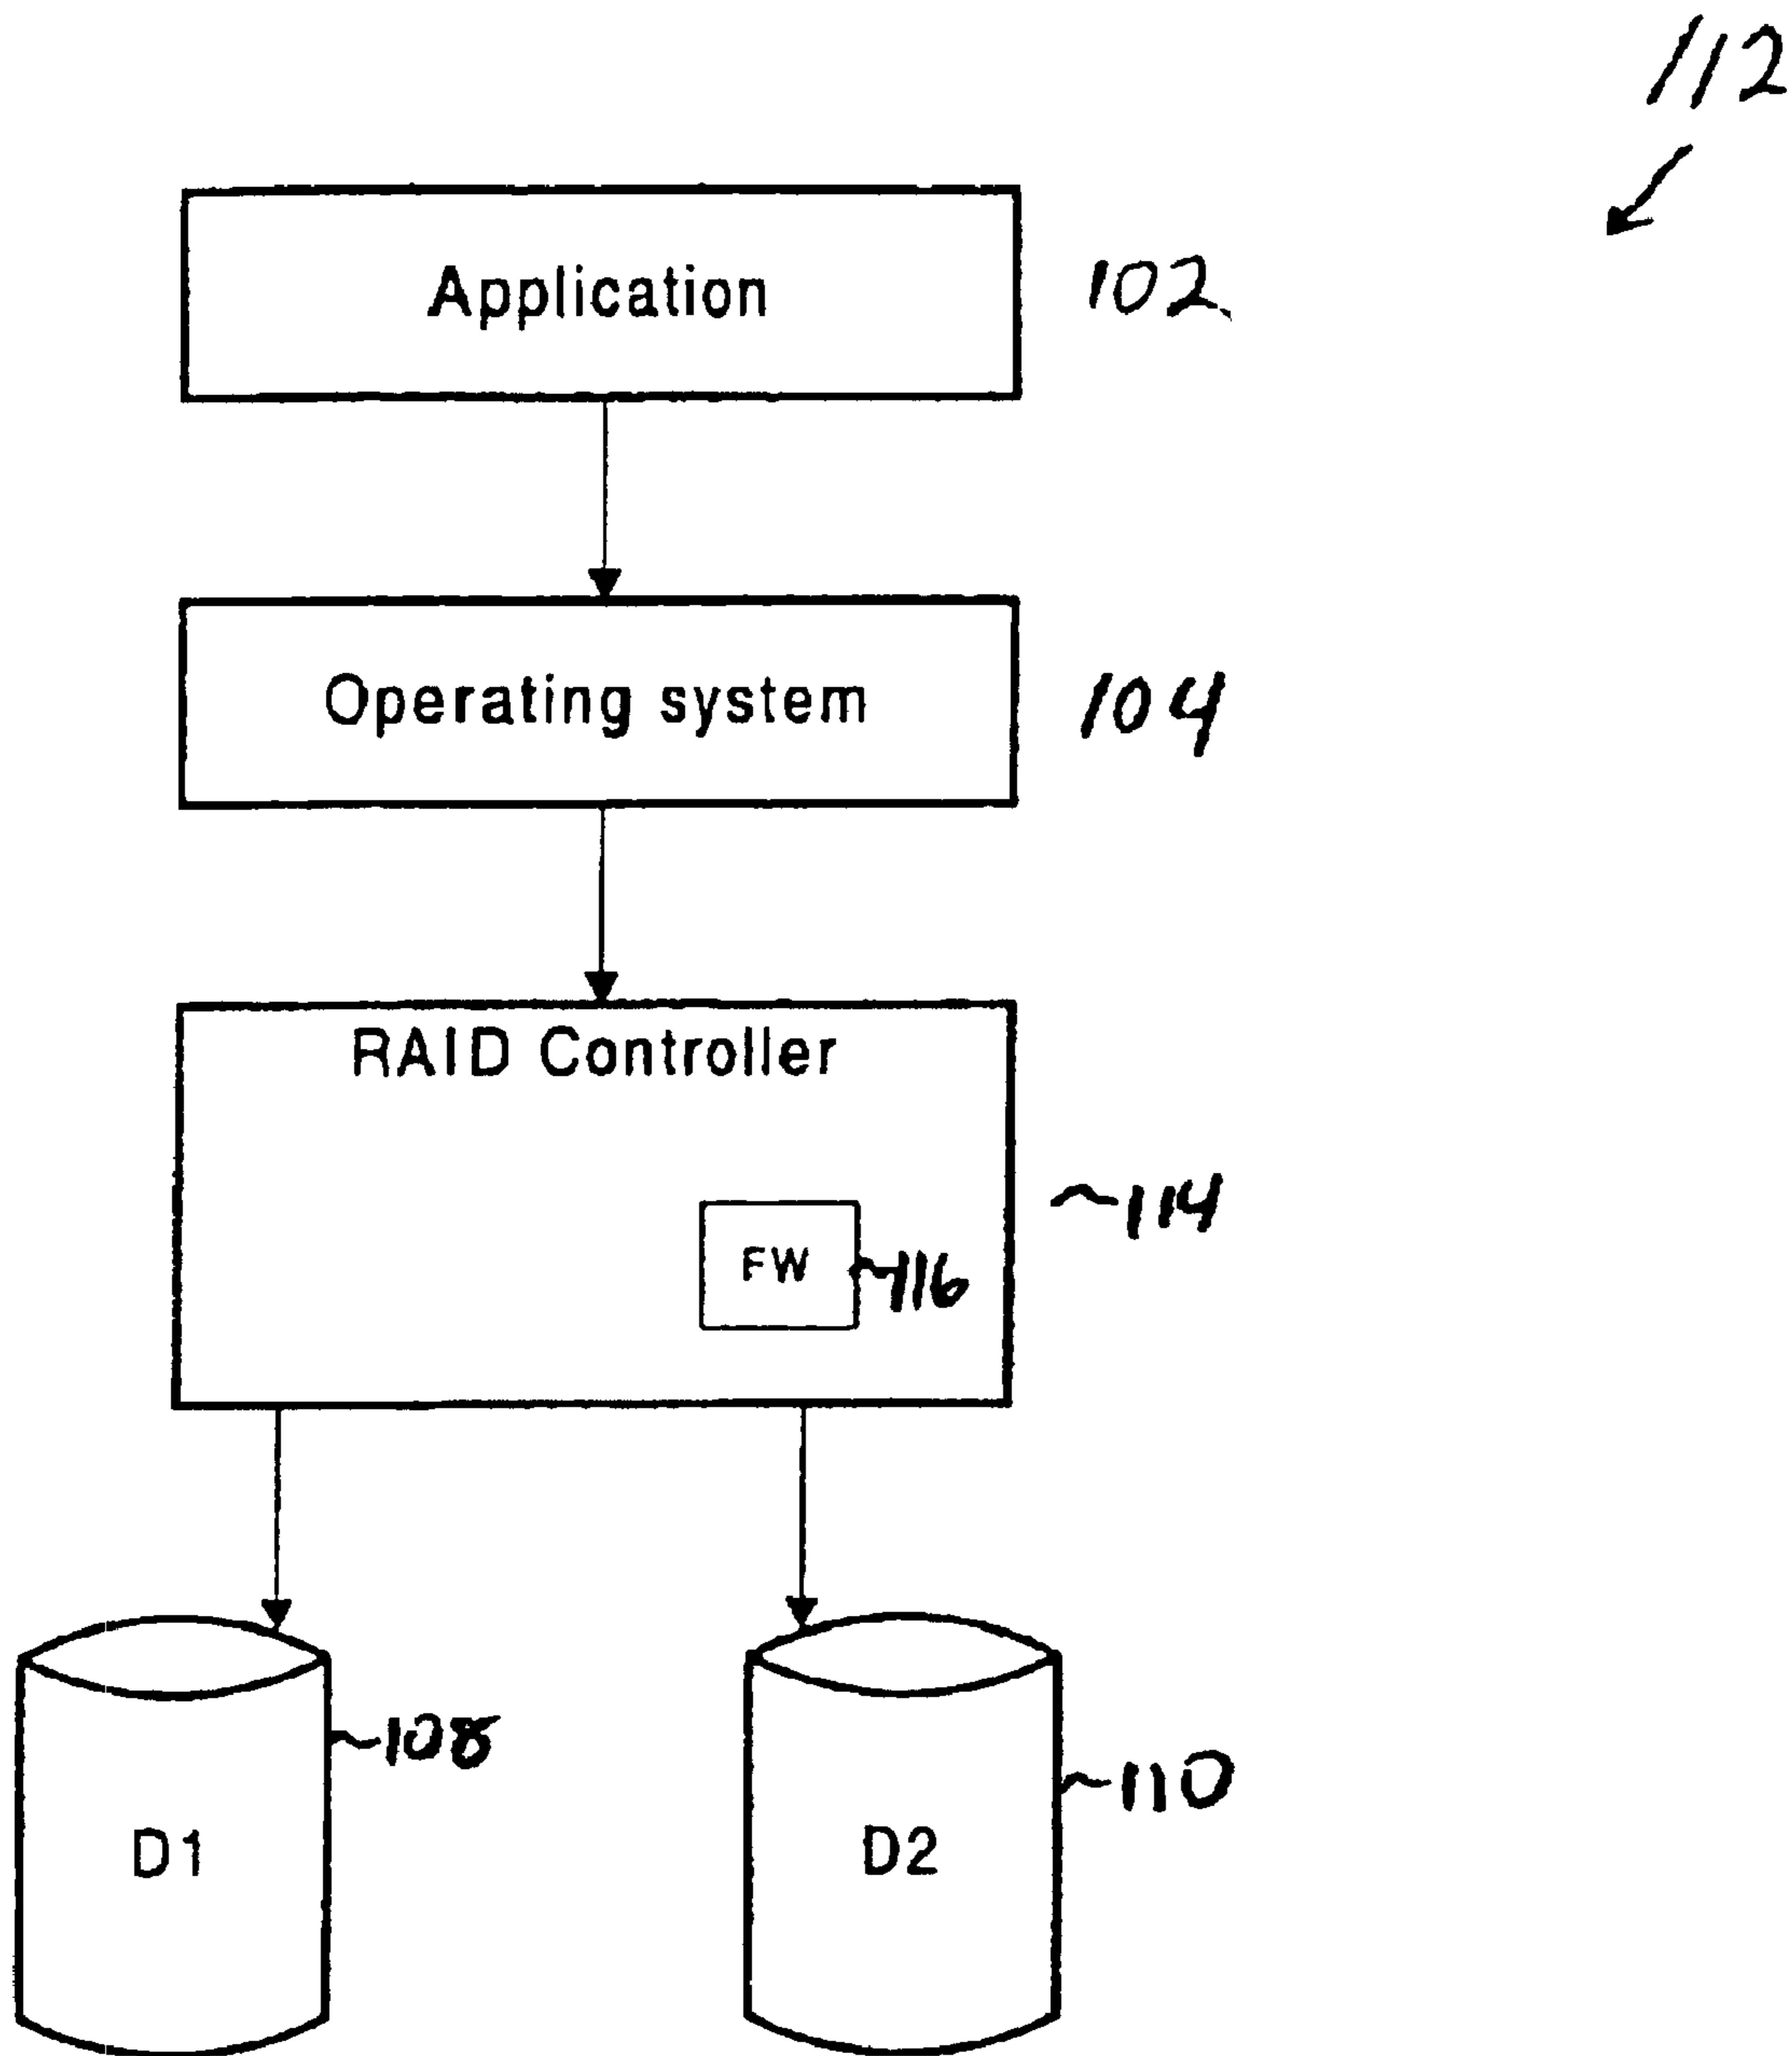 112
Application
102
Operating system
104
RAID Controller
114
FW
116
108
110
D1
D2